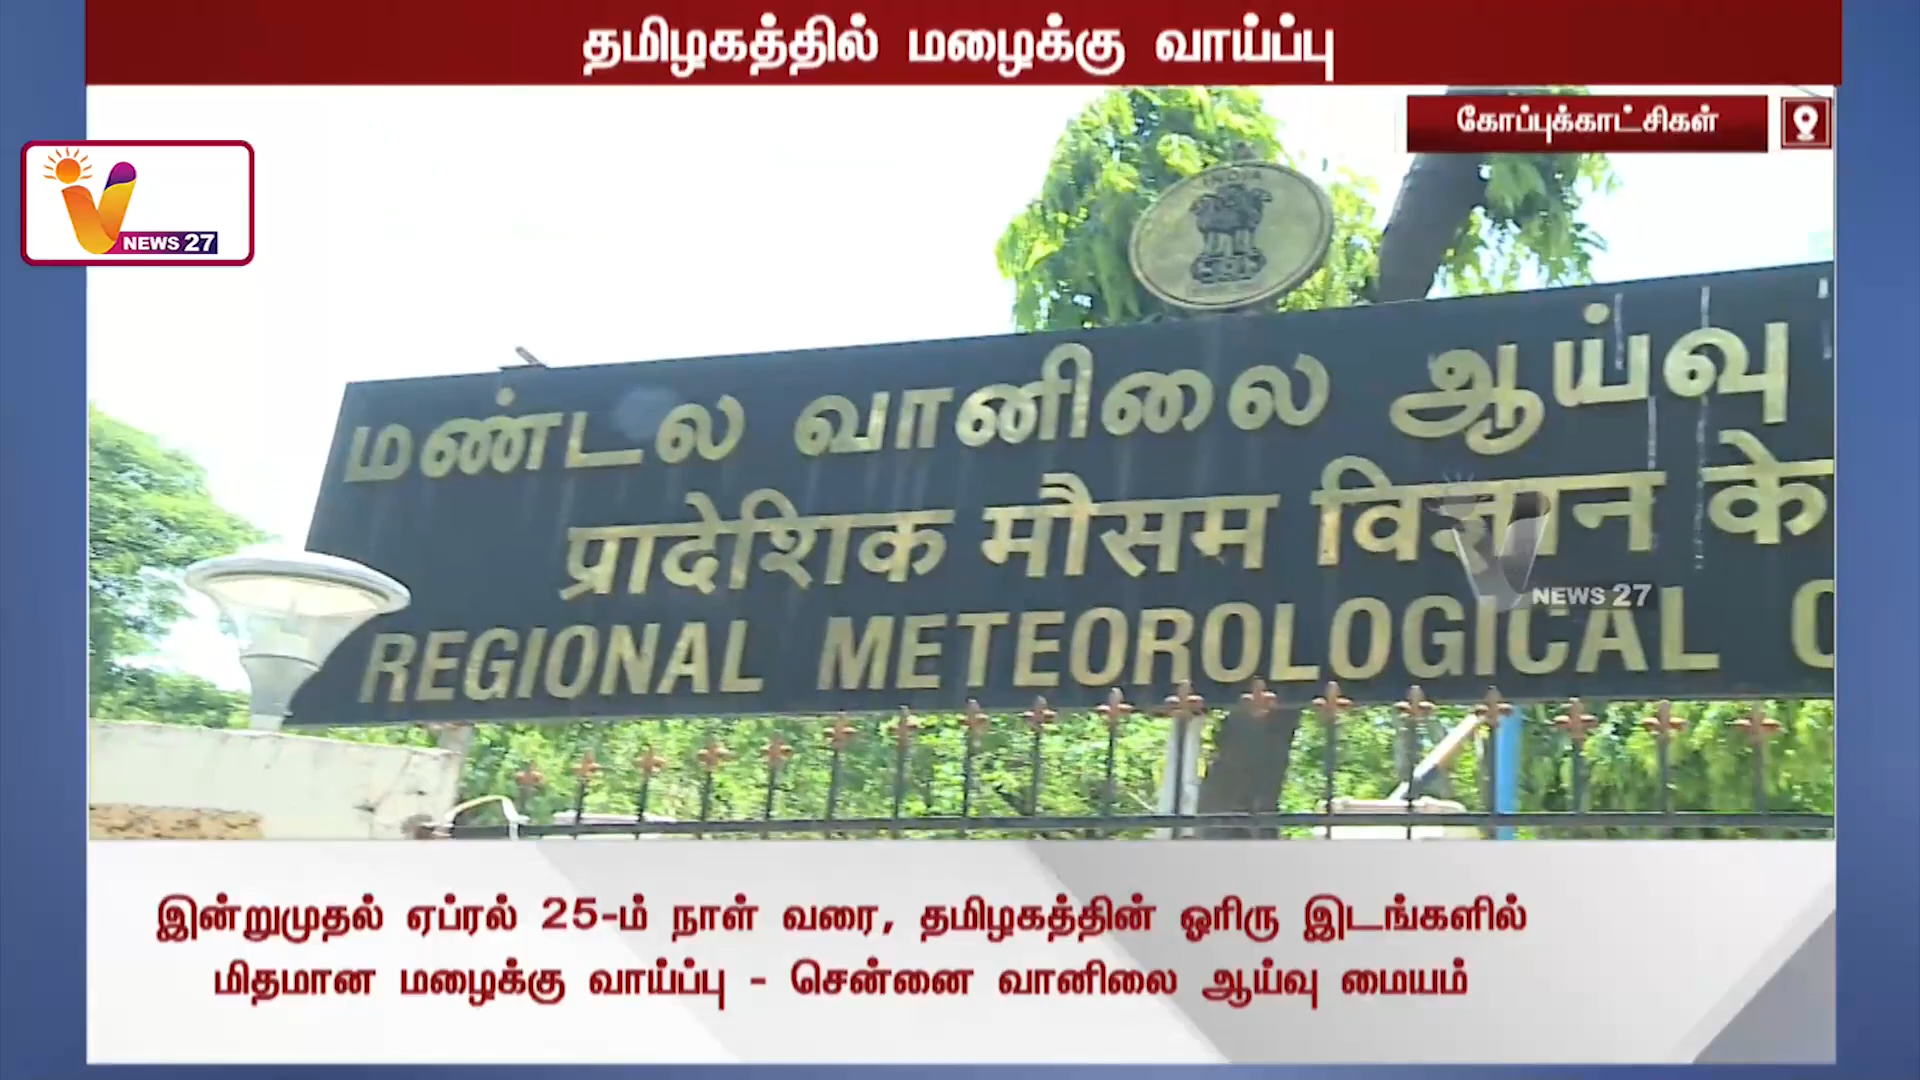 தமிழகத்தில் மழைக்கு வாய்ப்பு
கோப்புக்காட்சிகள்
NEWS 27
INDIA
மண்டல வானிலை ஆய்வு
प्रादेशिक मौसम विज्ञान के
NEWS 27
REGIONAL METEOROLOGICAL C
இன்றுமுதல் ஏப்ரல் 25-ம் நாள் வரை, தமிழகத்தின் ஓரிரு இடங்களில்
மிதமான மழைக்கு வாய்ப்பு - சென்னை வானிலை ஆய்வு மையம்